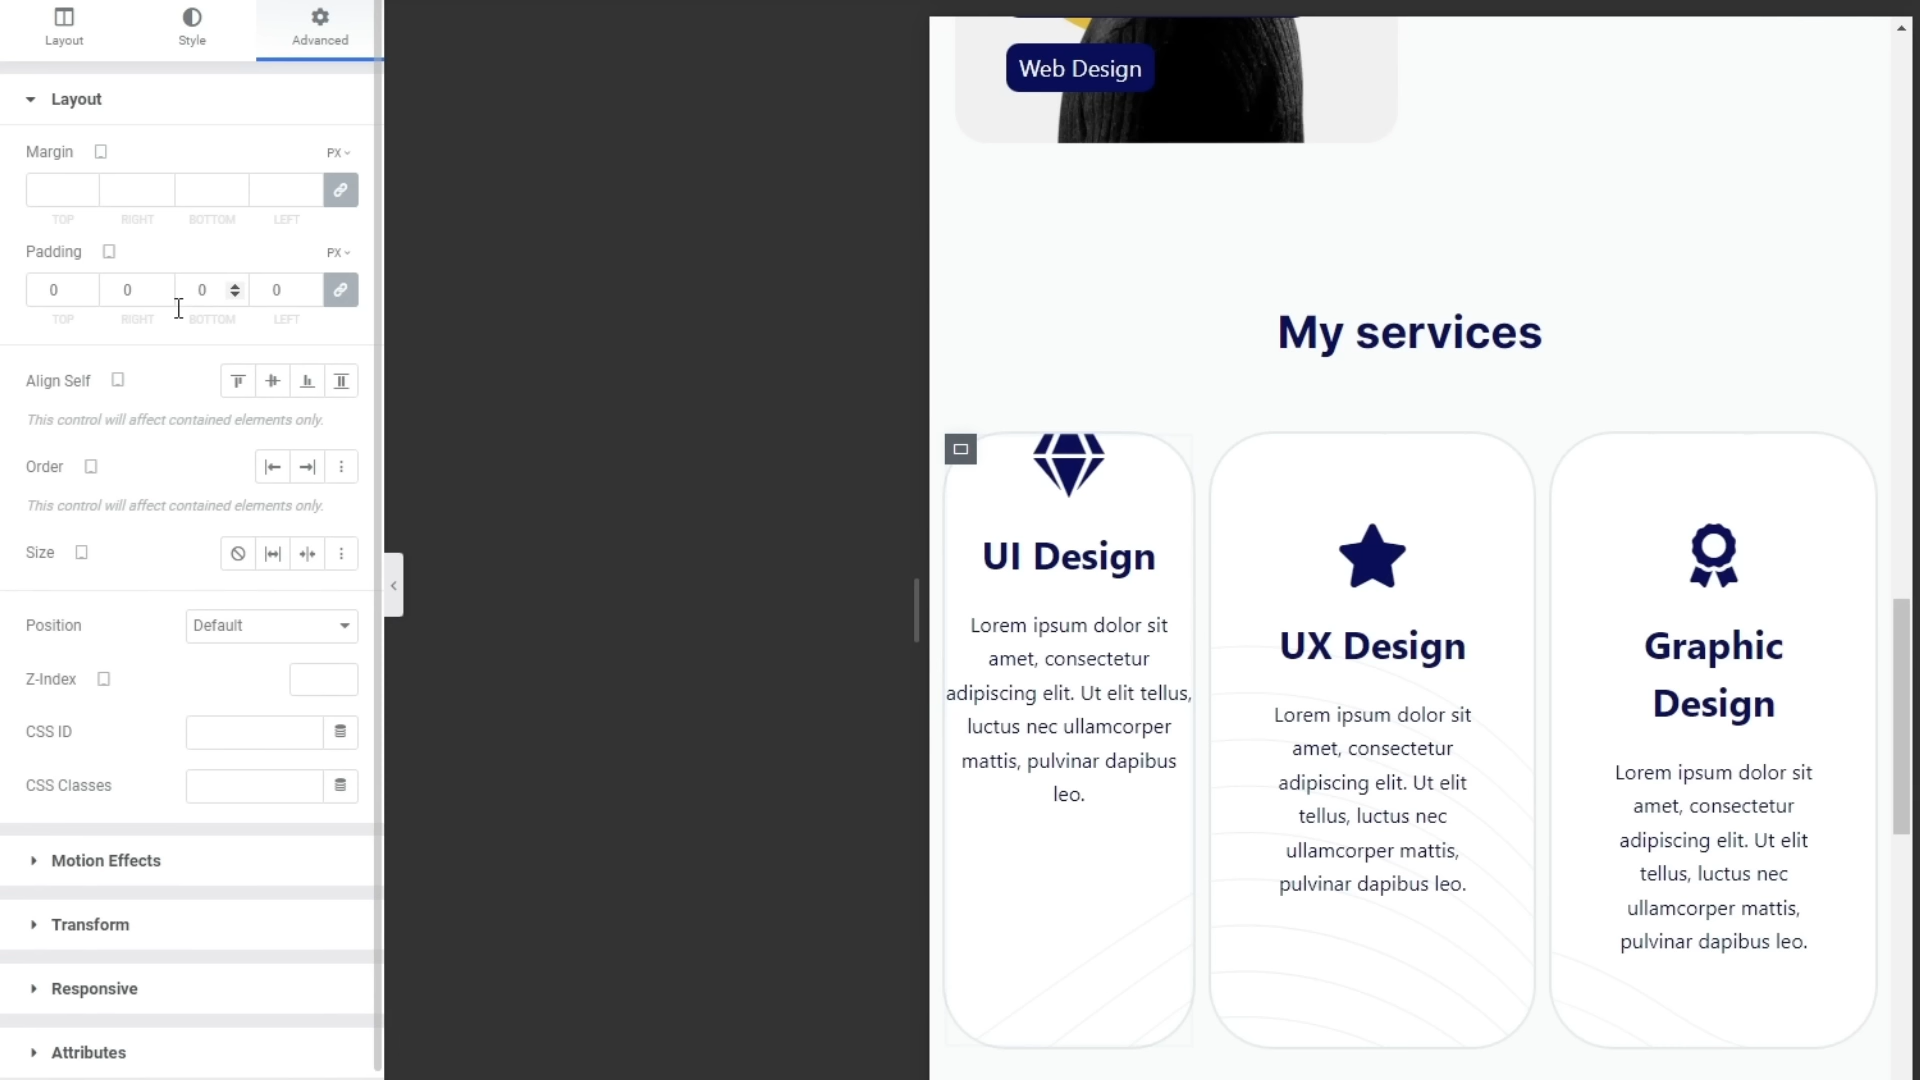 Layout
Style
Advanced
Layout
Margin
PX
TOP
RIGHT
BOTTOM
LEFT
Padding
PX
0
0
0
0
TOP
RIGHT
BOTTOM
LEFT
Align Self
This control will affect contained elements only.
Order
This control will affect contained elements only.
Size
Position
Default
Z-Index
CSS ID
CSS Classes
Motion Effects
Transform
Responsive
Attributes
Web Design
My services
UI Design
Lorem ipsum dolor sit
amet, consectetur
adipiscing elit. Ut elit tellus,
luctus nec ullamcorper
mattis, pulvinar dapibus
leo.
UX Design
Lorem ipsum dolor sit
amet, consectetur
adipiscing elit. Ut elit
tellus, luctus nec
ullamcorper mattis,
pulvinar dapibus leo.
Graphic
Design
Lorem ipsum dolor sit
amet, consectetur
adipiscing elit. Ut elit
tellus, luctus nec
ullamcorper mattis,
pulvinar dapibus leo.